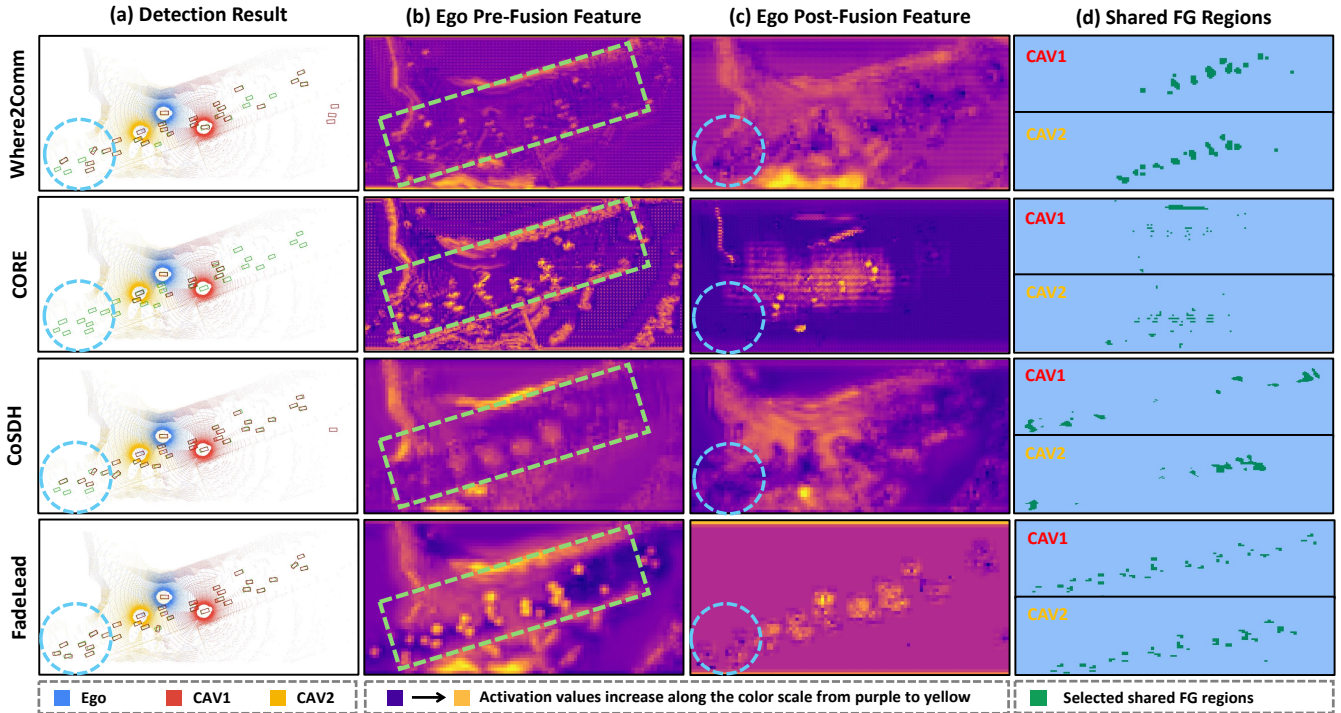 (a) Detection Result
(b) Ego Pre-Fusion Feature
(c) Ego Post-Fusion Feature
(d) Shared FG Regions
Where2Comm
CAV1
CAV2
CORE
CAV1
CAV2
CoSDH
CAV1
CAV2
FadeLead
CAV1
CAV2
Ego
CAV1
CAV2
Activation values increase along the color scale from purple to yellow
Selected shared FG regions